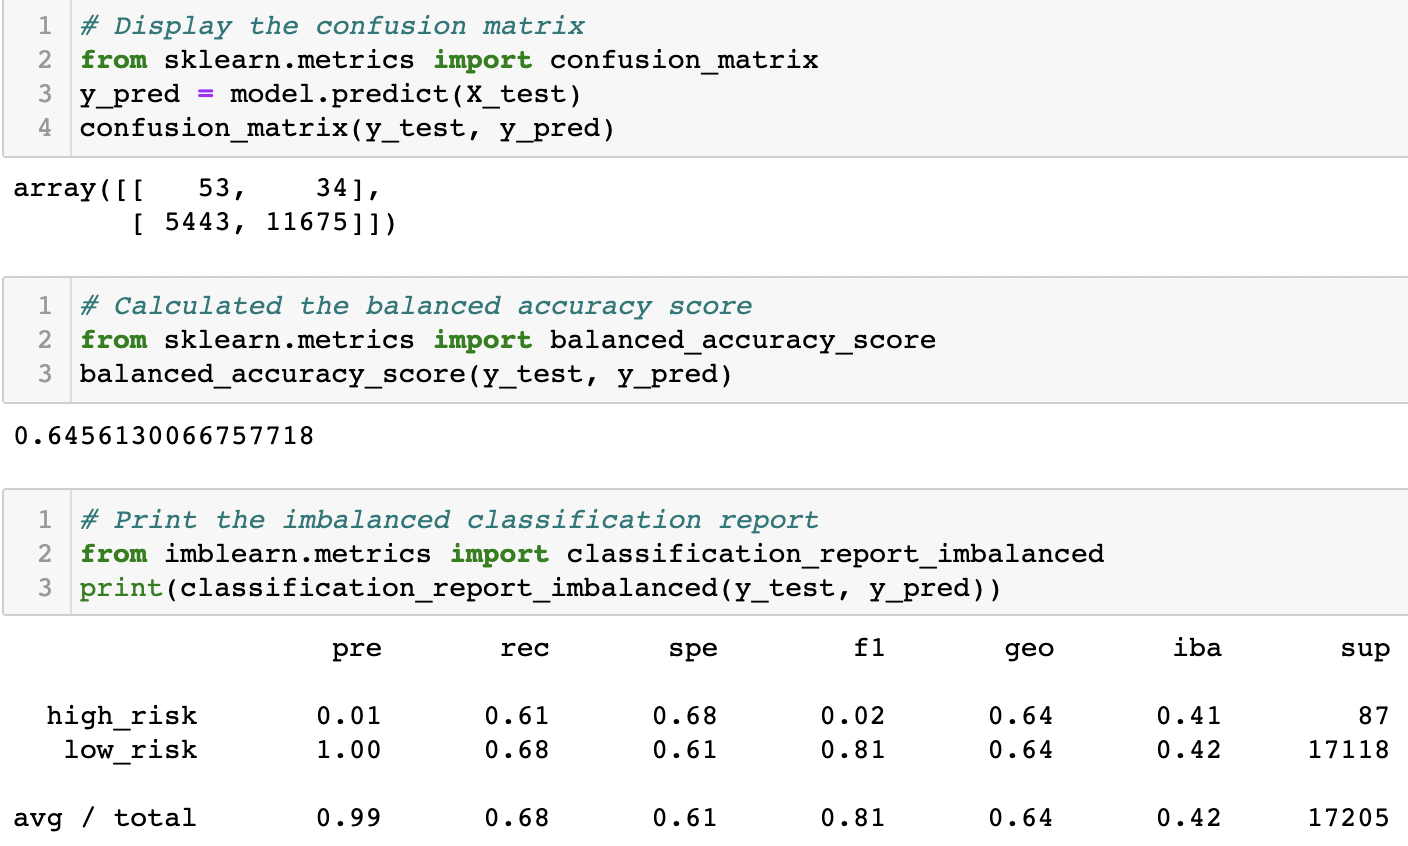 1 # Display the confusion matrix
2 from sklearn.metrics import confusion_matrix
3 y_pred = model.predict(X_test)
4 confusion_matrix(y_test, y_pred)
array([[   53,    34],
       [ 5443, 11675]])
1 # Calculated the balanced accuracy score
2 from sklearn.metrics import balanced_accuracy_score
3 balanced_accuracy_score(y_test, y_pred)
0.6456130066757718
1 # Print the imbalanced classification report
2 from imblearn.metrics import classification_report_imbalanced
3 print(classification_report_imbalanced(y_test, y_pred))
pre rec spe f1 geo iba sup
high_risk 0.01 0.61 0.68 0.02 0.64 0.41 87
low_risk 1.00 0.68 0.61 0.81 0.64 0.42 17118
avg / total 0.99 0.68 0.61 0.81 0.64 0.42 17205